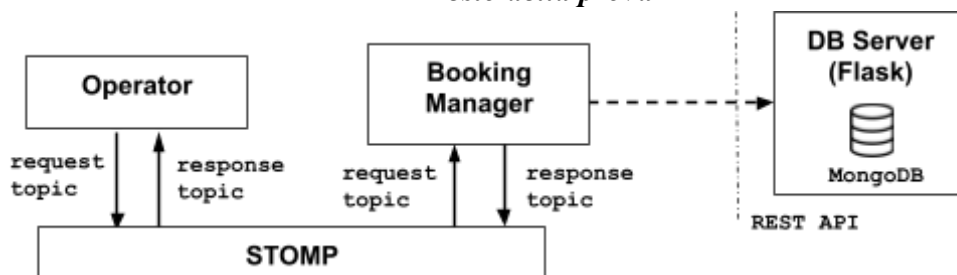 Operator
Booking
Manager
DB Server
(Flask)
MongoDB
request
topic
response
topic
request
topic
response
topic
REST API
STOMP